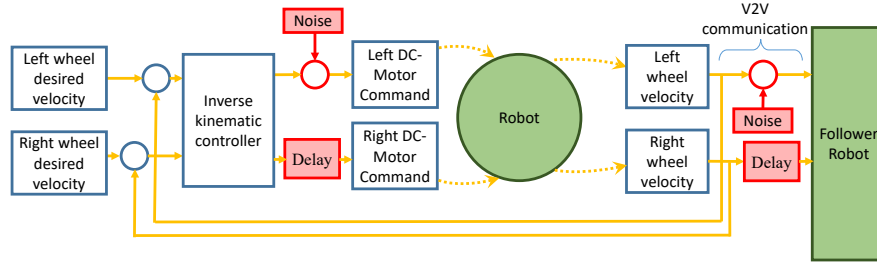 V2V
communication
Noise
Left wheel
desired
velocity
Left DC-
Motor
Command
Left
wheel
velocity
Inverse
kinematic
controller
Robot
Noise
Right wheel
desired
velocity
Delay
Right DC-
Motor
Command
Right
wheel
velocity
Delay
Follower
Robot